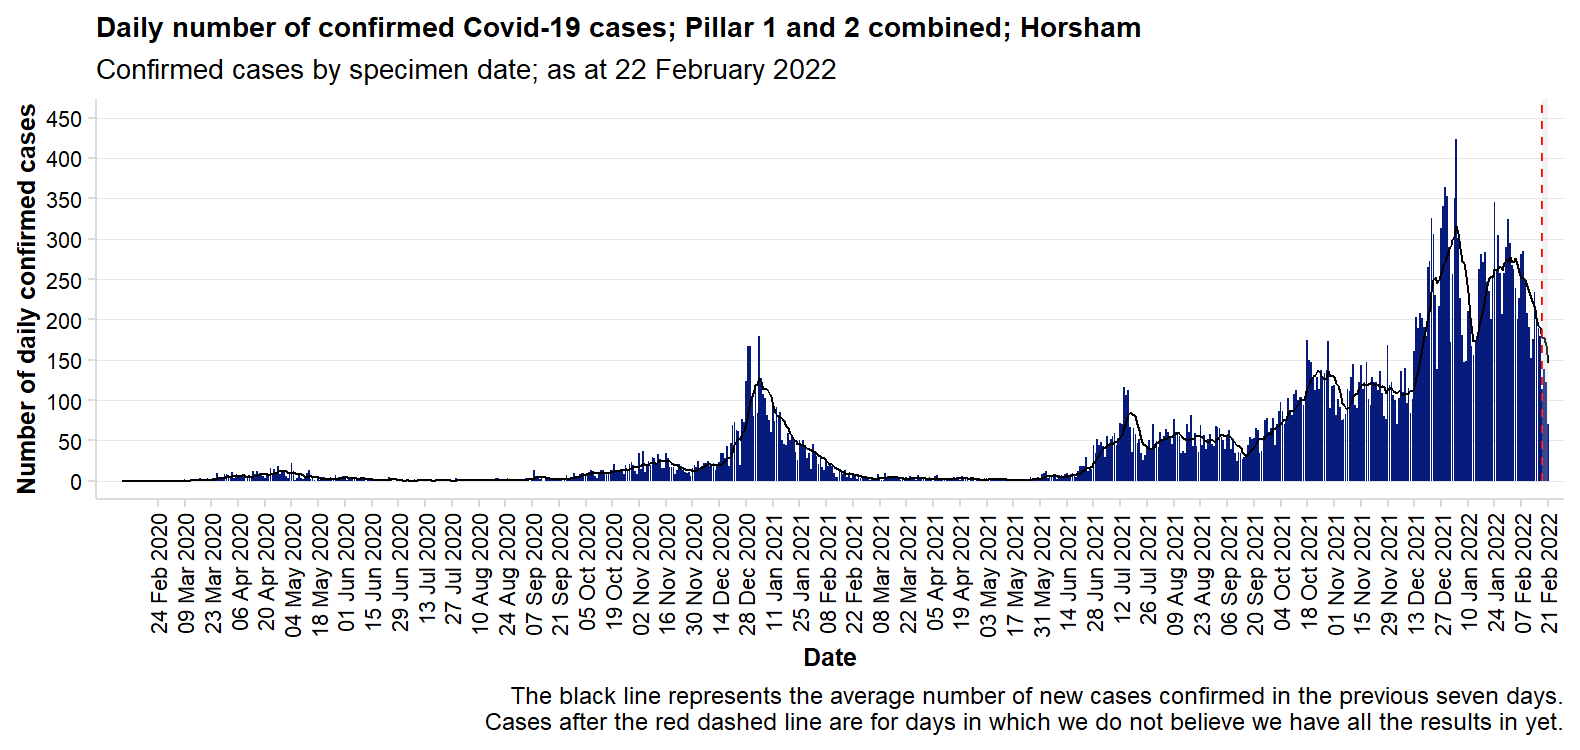 Daily number of confirmed Covid-19 cases; Pillar 1 and 2 combined; Horsham
Confirmed cases by specimen date; as at 22 February 2022
Number of daily confirmed cases
450
400
350
300
250
200
150
100
50
0
24 Feb 2020
09 Mar 2020
23 Mar 2020
06 Apr 2020
20 Apr 2020
04 May 2020
18 May 2020
01 Jun 2020
15 Jun 2020
29 Jun 2020
13 Jul 2020
27 Jul 2020
10 Aug 2020
24 Aug 2020
07 Sep 2020
21 Sep 2020
05 Oct 2020
19 Oct 2020
02 Nov 2020
16 Nov 2020
30 Nov 2020
14 Dec 2020
28 Dec 2020
11 Jan 2021
25 Jan 2021
08 Feb 2021
22 Feb 2021
08 Mar 2021
22 Mar 2021
05 Apr 2021
19 Apr 2021
03 May 2021
17 May 2021
31 May 2021
14 Jun 2021
28 Jun 2021
12 Jul 2021
26 Jul 2021
09 Aug 2021
23 Aug 2021
06 Sep 2021
20 Sep 2021
04 Oct 2021
18 Oct 2021
01 Nov 2021
15 Nov 2021
29 Nov 2021
13 Dec 2021
27 Dec 2021
10 Jan 2022
24 Jan 2022
07 Feb 2022
21 Feb 2022
Date
The black line represents the average number of new cases confirmed in the previous seven days.
Cases after the red dashed line are for days in which we do not believe we have all the results in yet.